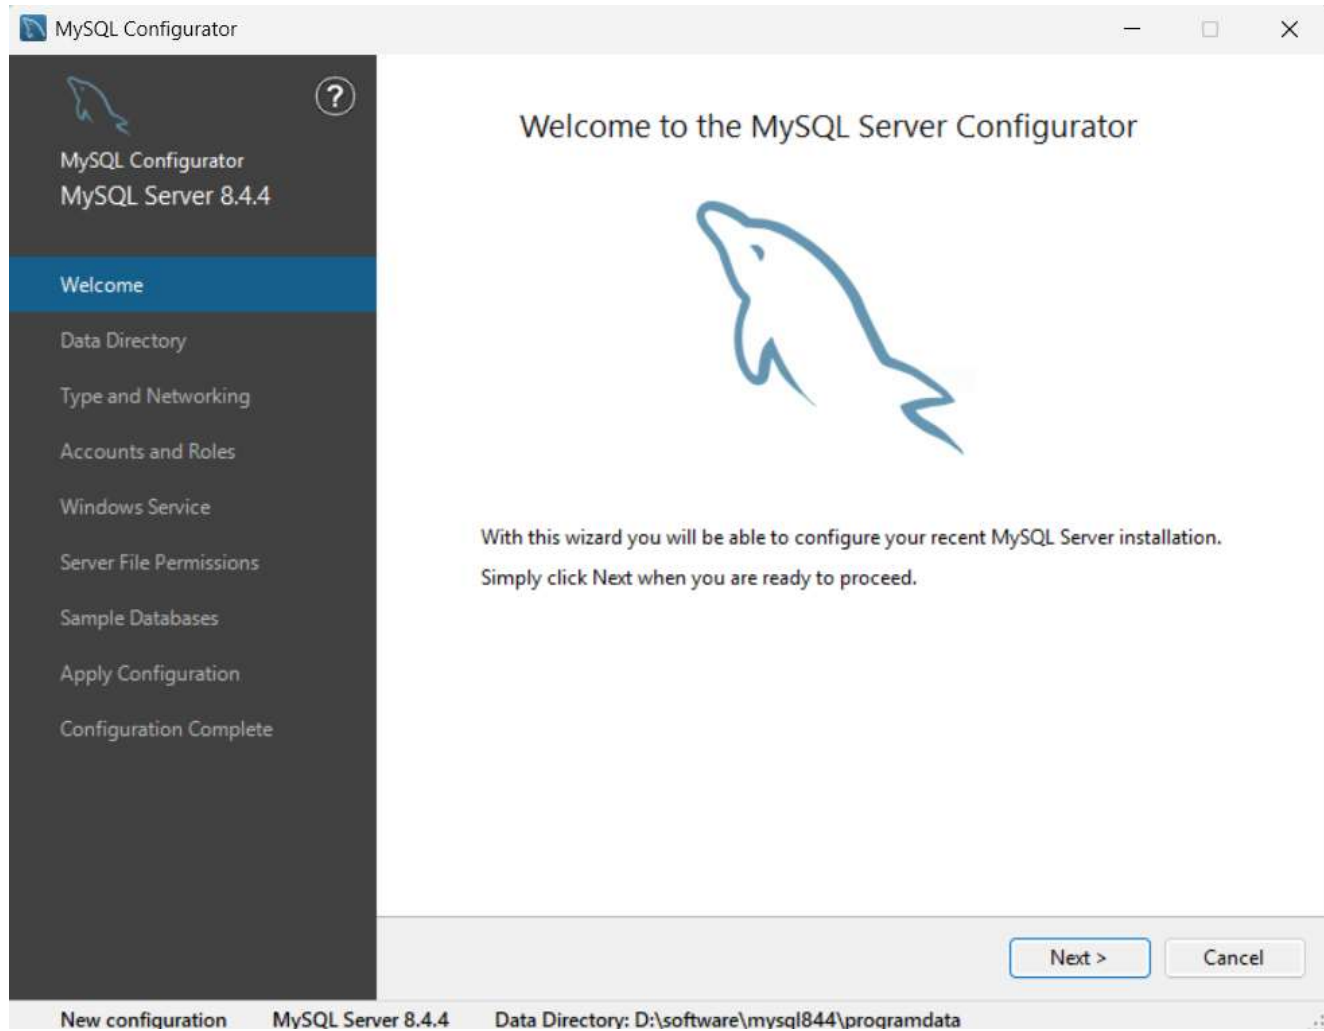 MySQL Configurator
?
MySQL Configurator
MySQL Server 8.4.4
Welcome
Data Directory
Type and Networking
Accounts and Roles
Windows Service
Server File Permissions
Sample Databases
Apply Configuration
Configuration Complete
Welcome to the MySQL Server Configurator
With this wizard you will be able to configure your recent MySQL Server installation.
Simply click Next when you are ready to proceed.
Next >
Cancel
New configuration MySQL Server 8.4.4 Data Directory: D:\software\mysql844\programdata